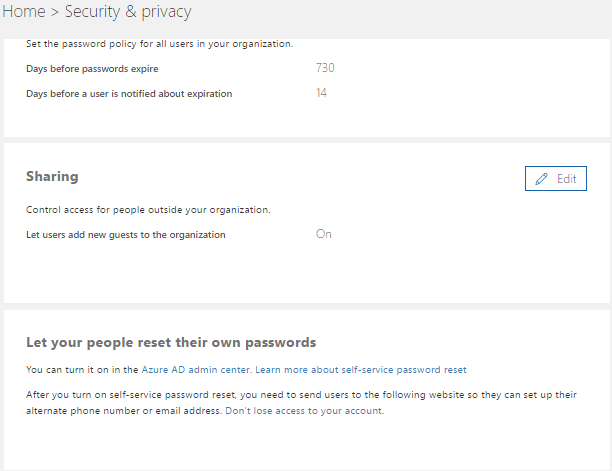 Home > Security & privacy
Set the password policy for all users in your organization.
Days before passwords expire 730
Days before a user is notified about expiration 14
Sharing Edit
Control access for people outside your organization.
Let users add new guests to the organization On
Let your people reset their own passwords
You can turn it on in the Azure AD admin center. Learn more about self-service password reset
After you turn on self-service password reset, you need to send users to the following website so they can set up their
alternate phone number or email address. Don't lose access to your account.